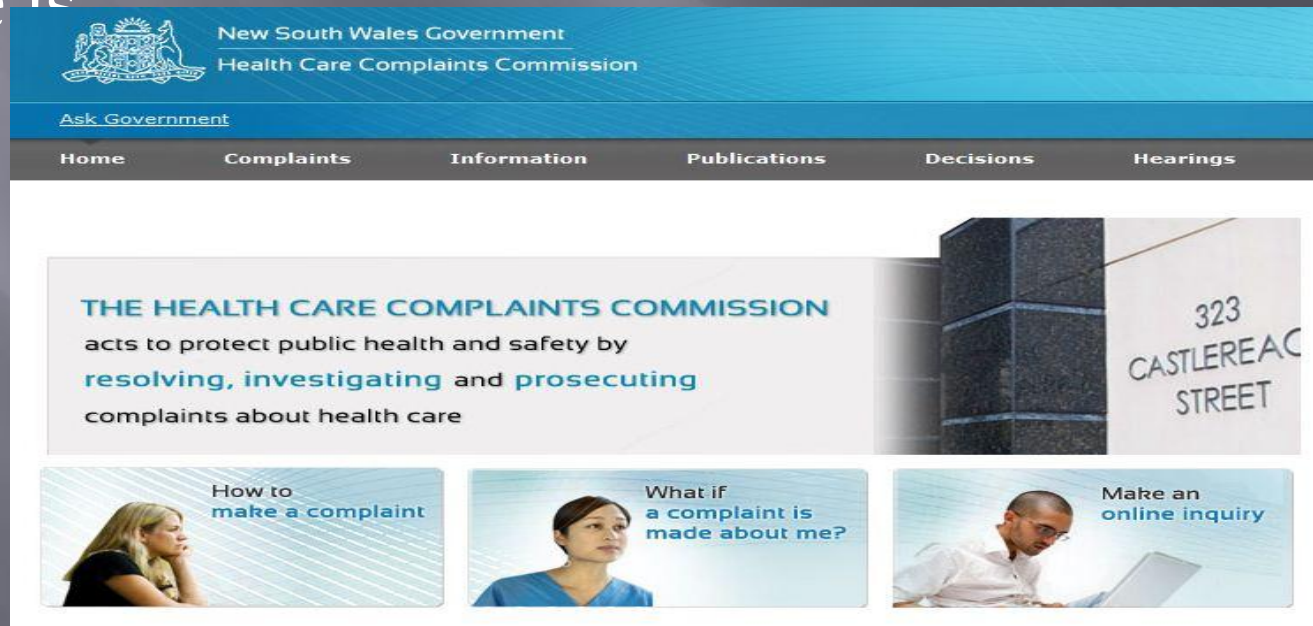 is
New South Wales Government
Health Care Complaints Commission
Ask Government
Home Complaints Information Publications Decisions Hearings
THE HEALTH CARE COMPLAINTS COMMISSION
acts to protect public health and safety by
resolving, investigating and prosecuting
complaints about health care
323
CASTLEREAC
STREET
How to
make a complaint
What if
a complaint is
made about me?
Make an
online inquiry